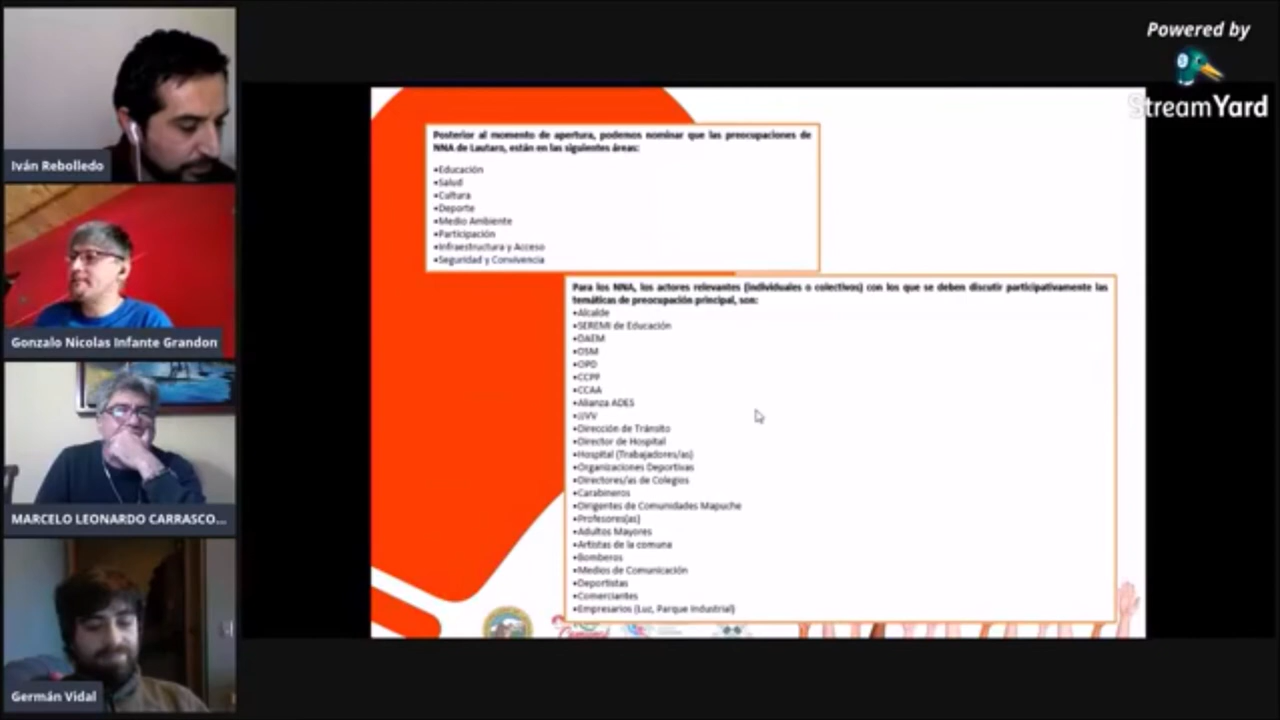 Powered by
StreamYard
Iván Rebolledo
Gonzalo Nicolas Infante Grandon
MARCELO LEONARDO CARRASCO...
Germán Vidal
Posterior al momento de apertura, podemos nominar que las preocupaciones de
NNA de Lautaro, están en las siguientes áreas:
•Educación
•Salud
•Cultura
•Deporte
•Medio Ambiente
•Participación
•Infraestructura y Acceso
•Seguridad y Convivencia
Para los NNA, los actores relevantes (individuales o colectivos) con los que se deben discutir participativamente las
temáticas de preocupación principal, son:
•Alcalde
•SEREMI de Educación
•DAEM
•DSM
•OPD
•CCPP
•CCAA
•Alianza ADES
•JJVV
•Dirección de Tránsito
•Director de Hospital
•Hospital (Trabajadores/as)
•Organizaciones Deportivas
•Directores/as de Colegios
•Carabineros
•Dirigentes de Comunidades Mapuche
•Profesores(as)
•Adultos Mayores
•Artistas de la comuna
•Bomberos
•Medios de Comunicación
•Deportistas
•Comerciantes
•Empresarios (Luz, Parque Industrial)